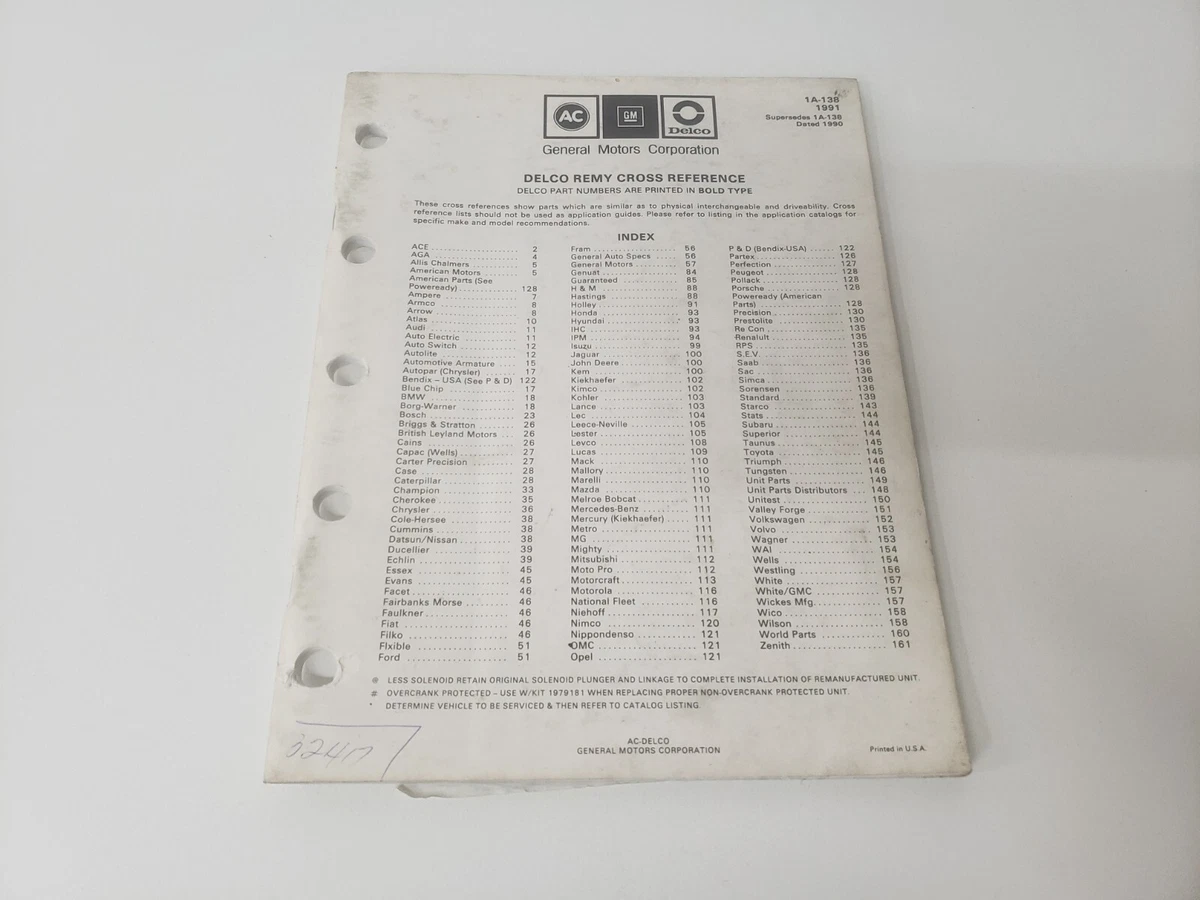 AC
GM
Delco
General Motors Corporation
1A-138
1991
Supersedes 1A-138
Dated 1990
DELCO REMY CROSS REFERENCE
DELCO PART NUMBERS ARE PRINTED IN BOLD TYPE
These cross references show parts which are similar as to physical interchangeable and driveability. Cross
reference lists should not be used as application guides. Please refer to listing in the application catalogs for
specific make and model recommendations.
INDEX
ACE 2
AGA 4
Allis Chalmers 5
American Motors 5
American Parts (See
Poweready) 128
Ampere 7
Armco 8
Arrow 8
Atlas 10
Audi 11
Auto Electric 11
Auto Switch 12
Autolite 12
Automotive Armature 15
Autopar (Chrysler) 17
Bendix – USA (See P & D) 122
Blue Chip 17
BMW 18
Borg-Warner 18
Bosch 23
Briggs & Stratton 26
British Leyland Motors 26
Cains 26
Capac (Wells) 27
Carter Precision 27
Case 28
Caterpillar 28
Champion 33
Cherokee 35
Chrysler 36
Cole-Hersee 38
Cummins 38
Datsun/Nissan 38
Ducellier 39
Echlin 39
Essex 45
Evans 45
Facet 46
Fairbanks Morse 46
Faulkner 46
Fiat 46
Filko 46
Flxible 51
Ford 51
Fram 56
General Auto Specs 56
General Motors 57
Genuat 84
Guaranteed 85
H & M 88
Hastings 88
Holley 91
Honda 93
Hyundai 93
IHC 93
IPM 94
Isuzu 99
Jaguar 100
John Deere 100
Kem 100
Kiekhaefer 102
Kimco 102
Kohler 103
Lance 103
Lec 104
Leece-Neville 105
Lester 105
Levco 108
Lucas 109
Mack 110
Mallory 110
Marelli 110
Mazda 110
Melroe Bobcat 111
Mercedes-Benz 111
Mercury (Kiekhaefer) 111
Metro 111
MG 111
Mighty 111
Mitsubishi 112
Moto Pro 112
Motorcraft 113
Motorola 116
National Fleet 116
Niehoff 117
Nimco 120
Nippondenso 121
OMC 121
Opel 121
P & D (Bendix-USA) 122
Partex 126
Perfection 127
Peugeot 128
Pollack 128
Porsche 128
Poweready (American
Parts) 128
Precision 130
Prestolite 130
Re Con 135
Renault 135
RPS 135
S.E.V. 136
Saab 136
Sac 136
Simca 136
Sorensen 136
Standard 139
Starco 143
Stats 144
Subaru 144
Superior 144
Taunus 145
Toyota 145
Triumph 146
Tungsten 146
Unit Parts 149
Unit Parts Distributors 148
Unitest 150
Valley Forge 151
Volkswagen 152
Volvo 153
Wagner 153
WAI 154
Wells 154
Westling 156
White 157
White/GMC 157
Wickes Mfg. 157
Wico 158
Wilson 158
World Parts 160
Zenith 161
LESS SOLENOID RETAIN ORIGINAL SOLENOID PLUNGER AND LINKAGE TO COMPLETE INSTALLATION OF REMANUFACTURED UNIT.
# OVERCRANK PROTECTED – USE W/KIT 1979181 WHEN REPLACING PROPER NON-OVERCRANK PROTECTED UNIT.
* DETERMINE VEHICLE TO BE SERVICED & THEN REFER TO CATALOG LISTING.
AC-DELCO
GENERAL MOTORS CORPORATION
Printed in U.S.A.